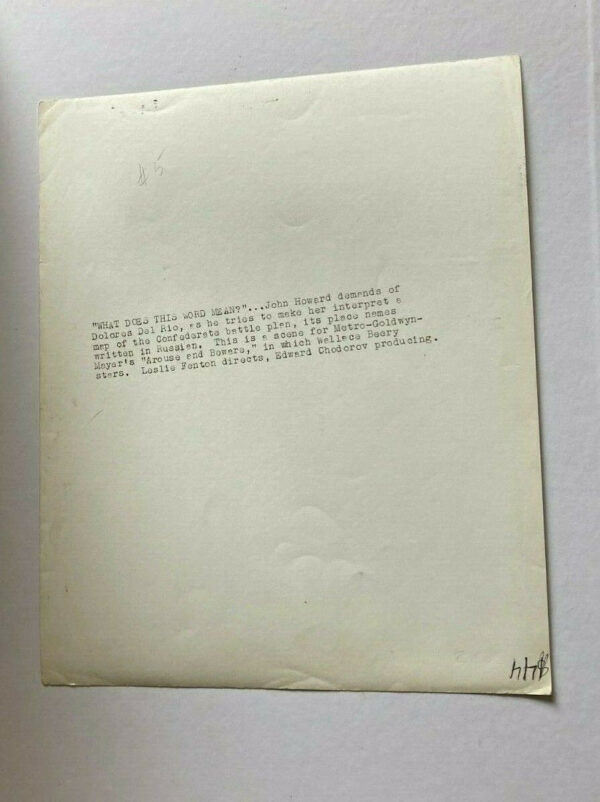 # 5
"WHAT DOES THIS WORD MEAN?"...John Howard demands of
Dolores Del Rio, as he tries to make her interpret a
map of the Confederate battle plan, its place names
written in Russian. This is a scene for Metro-Goldwyn-
Mayer's "Arouse and Beware," in which Wallace Beery
stars. Leslie Fenton directs, Edward Chodorov producing.